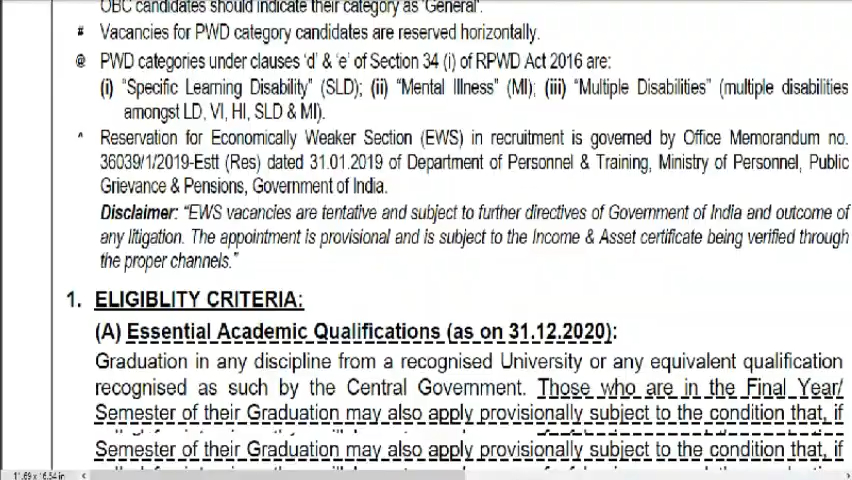 OBC candidates should indicate their category as 'General'.
# Vacancies for PWD category candidates are reserved horizontally.
@ PWD categories under clauses 'd' & 'e' of Section 34 (i) of RPWD Act 2016 are:
(i) "Specific Learning Disability" (SLD); (ii) "Mental Illness" (MI); (iii) "Multiple Disabilities" (multiple disabilities
amongst LD, VI, HI, SLD & MI).
^ Reservation for Economically Weaker Section (EWS) in recruitment is governed by Office Memorandum no.
36039/1/2019-Estt (Res) dated 31.01.2019 of Department of Personnel & Training, Ministry of Personnel, Public
Grievance & Pensions, Government of India.
Disclaimer: "EWS vacancies are tentative and subject to further directives of Government of India and outcome of
any litigation. The appointment is provisional and is subject to the Income & Asset certificate being verified through
the proper channels."
1. ELIGIBLITY CRITERIA:
(A) Essential Academic Qualifications (as on 31.12.2020):
Graduation in any discipline from a recognised University or any equivalent qualification
recognised as such by the Central Government. Those who are in the Final Year/
Semester of their Graduation may also apply provisionally subject to the condition that, if
Semester of their Graduation may also apply provisionally subject to the condition that, if
11.69 x 16.54 in